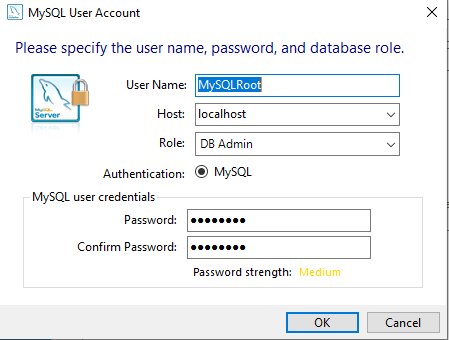 MySQL User Account
Please specify the user name, password, and database role.
MySQL
Server
User Name: MySQLRoot
Host: localhost
Role: DB Admin
Authentication: MySQL
MySQL user credentials
Password: ●●●●●●●●
Confirm Password: ●●●●●●●●
Password strength: Medium
OK Cancel